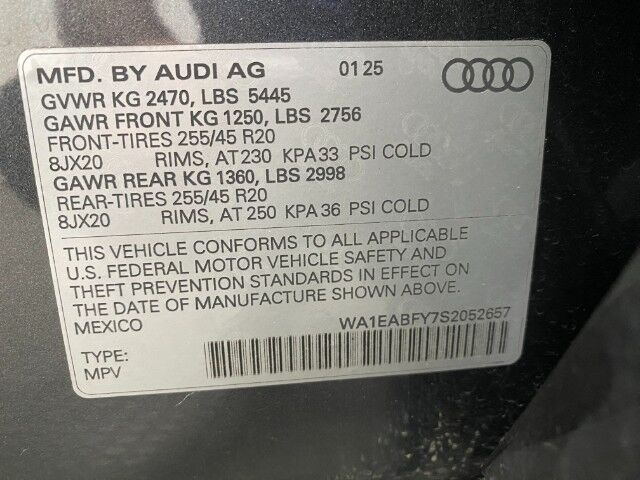 MFD. BY AUDI AG 01 25
GVWR KG 2470, LBS 5445
GAWR FRONT KG 1250, LBS 2756
FRONT-TIRES 255/45 R20
8JX20 RIMS, AT 230 KPA 33 PSI COLD
GAWR REAR KG 1360, LBS 2998
REAR-TIRES 255/45 R20
8JX20 RIMS, AT 250 KPA 36 PSI COLD
THIS VEHICLE CONFORMS TO ALL APPLICABLE
U.S. FEDERAL MOTOR VEHICLE SAFETY AND
THEFT PREVENTION STANDARDS IN EFFECT ON
THE DATE OF MANUFACTURE SHOWN ABOVE.
MEXICO WA1EABFY7S2052657
TYPE:
MPV